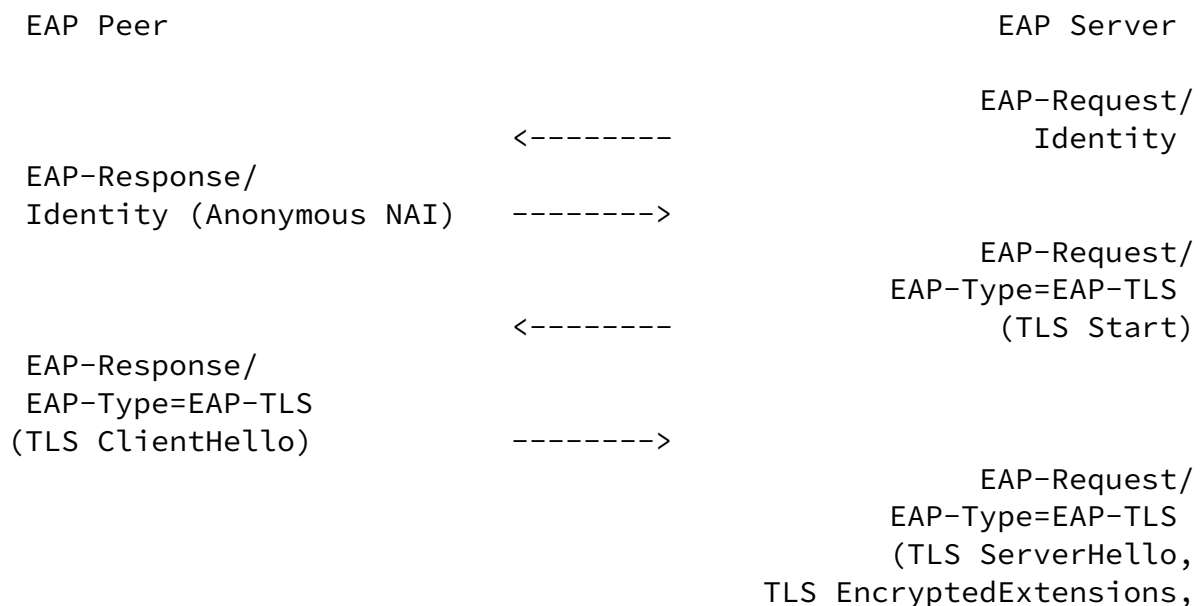 EAP Peer                                                      EAP Server

                                                            EAP-Request/
                                 <--------                      Identity
EAP-Response/
Identity (Anonymous NAI)         -------->
                                                            EAP-Request/
                                                       EAP-Type=EAP-TLS
                                 <--------                   (TLS Start)
EAP-Response/
EAP-Type=EAP-TLS
(TLS ClientHello)                -------->
                                                            EAP-Request/
                                                       EAP-Type=EAP-TLS
                                                       (TLS ServerHello,
                                                TLS EncryptedExtensions,